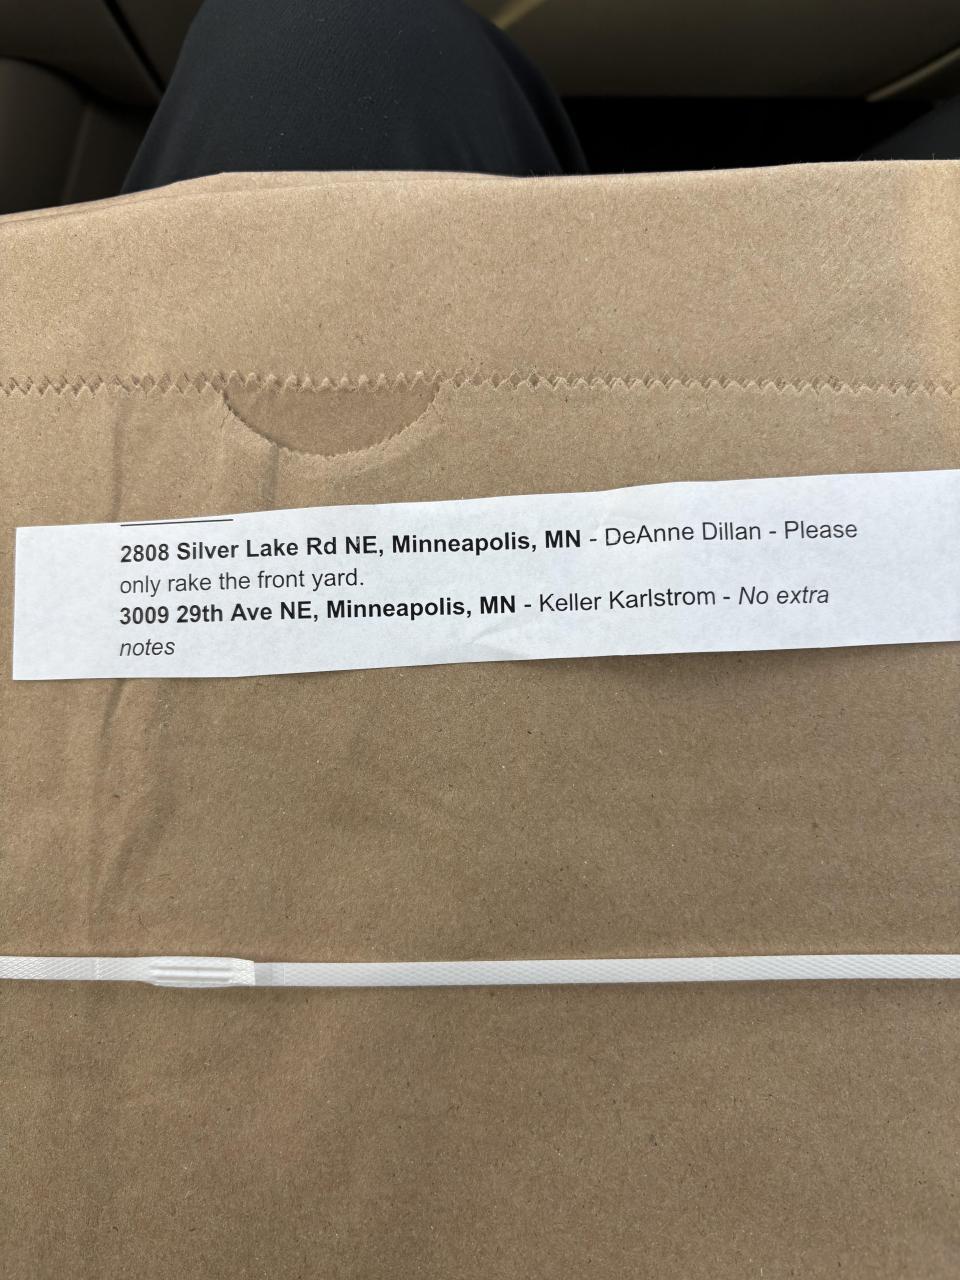 2808 Silver Lake Rd NE, Minneapolis, MN - DeAnne Dillan - Please
only rake the front yard.
3009 29th Ave NE, Minneapolis, MN - Keller Karlstrom - No extra
notes